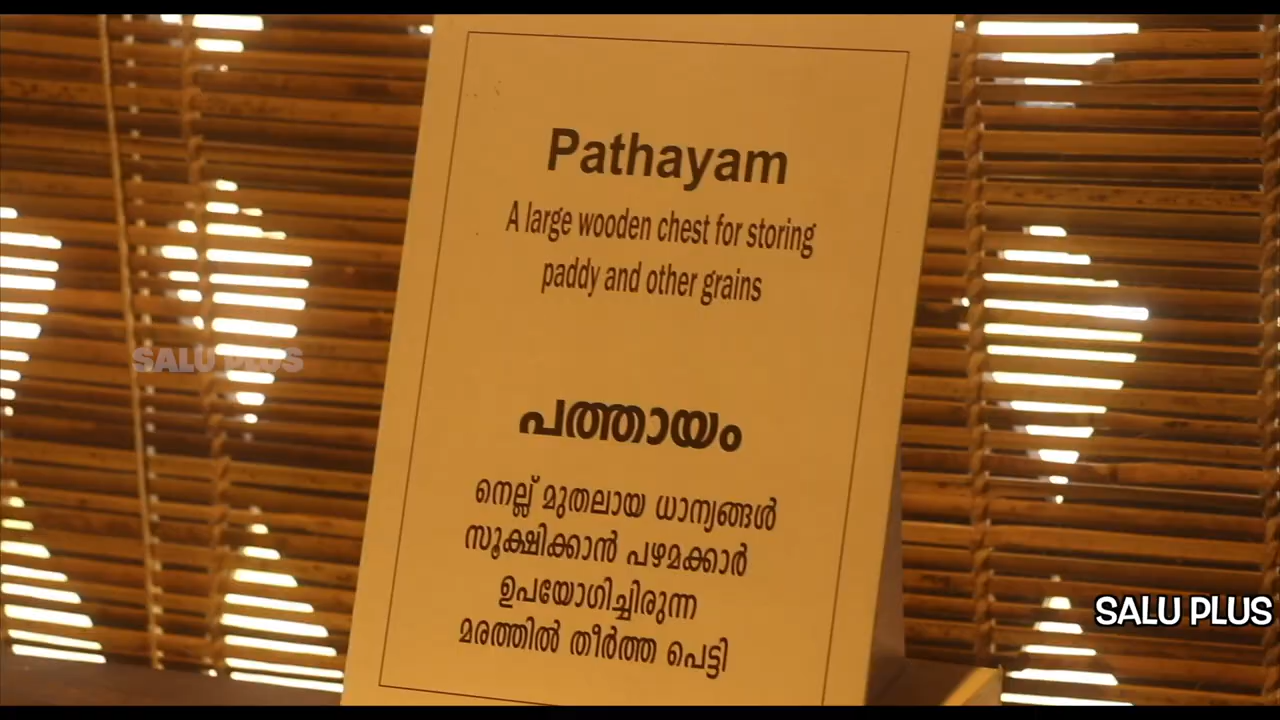 Pathayam
A large wooden chest for storing
paddy and other grains
പത്തായം
നെല്ല് മുതലായ ധാന്യങ്ങൾ
സൂക്ഷിക്കാൻ പഴമക്കാർ
ഉപയോഗിച്ചിരുന്ന
മരത്തിൽ തീർത്ത പെട്ടി
SALU PLUS
SALU PLUS